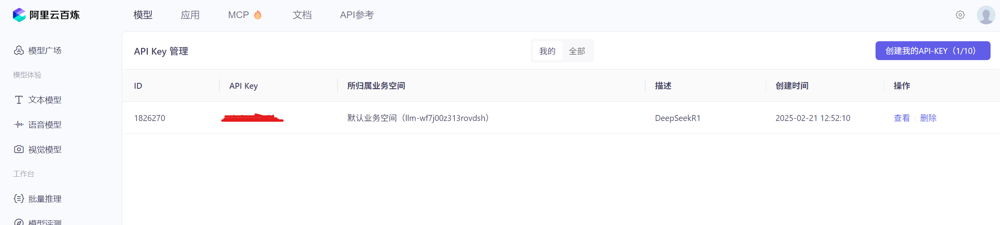 阿里云百炼
模型 应用 MCP 文档 API参考
模型广场
模型体验
文本模型
语音模型
视觉模型
工作台
批量推理
模型评测
API Key 管理 我的 全部 创建我的API-KEY（1/10）
ID API Key 所归属业务空间 描述 创建时间 操作
1826270 默认业务空间（llm-wf7j00z313rovdsh） DeepSeekR1 2025-02-21 12:52:10 查看 删除